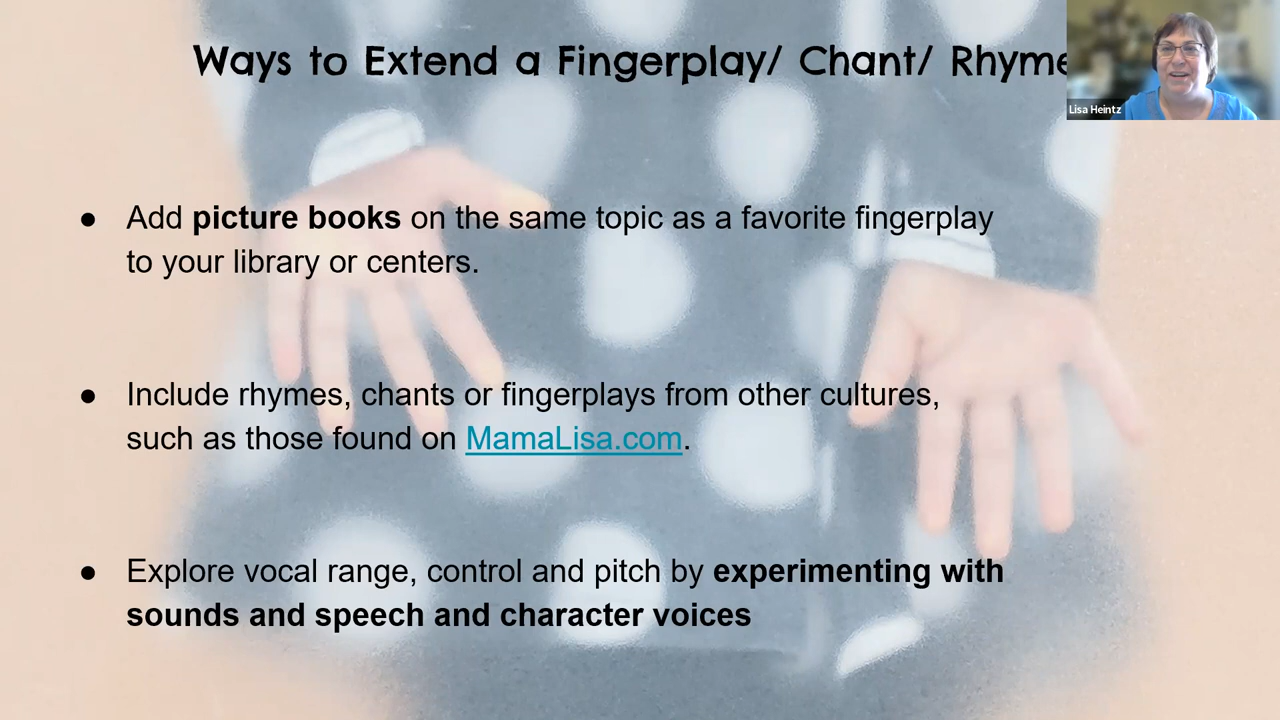 Ways to Extend a Fingerplay/ Chant/ Rhyme
Lisa Heintz
● Add picture books on the same topic as a favorite fingerplay
to your library or centers.
● Include rhymes, chants or fingerplays from other cultures,
such as those found on MamaLisa.com.
● Explore vocal range, control and pitch by experimenting with
sounds and speech and character voices